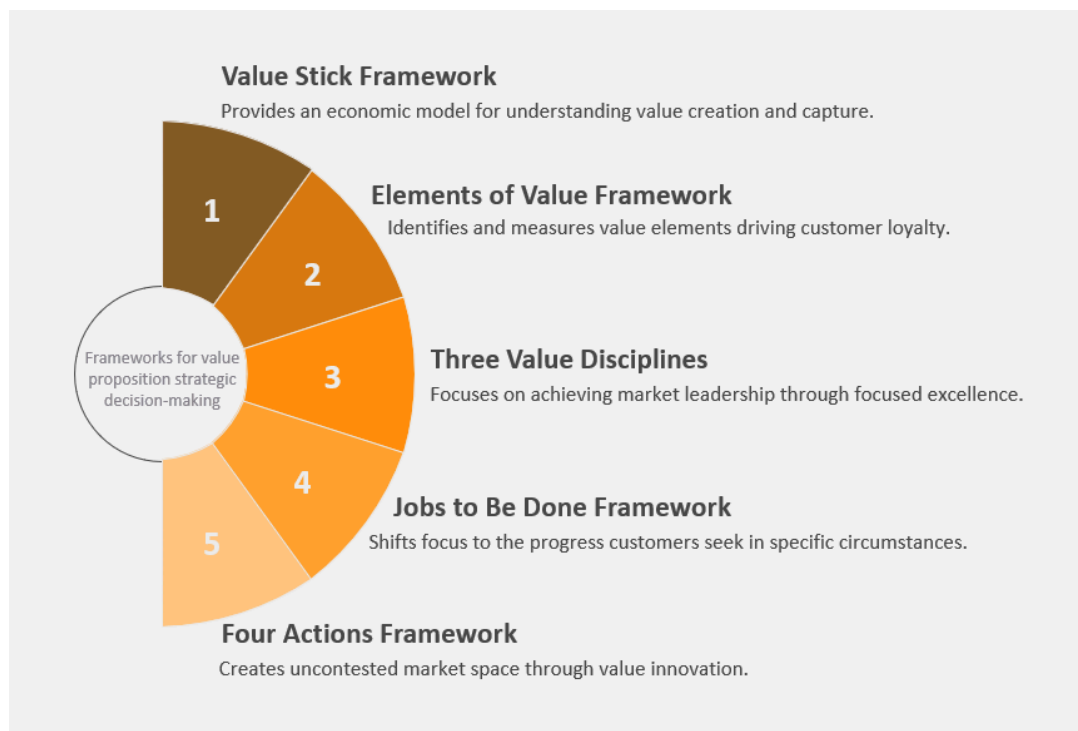 Value Stick Framework
Provides an economic model for understanding value creation and capture.
1
Elements of Value Framework
Identifies and measures value elements driving customer loyalty.
2
Frameworks for value
proposition strategic
decision-making
3
Three Value Disciplines
Focuses on achieving market leadership through focused excellence.
4
Jobs to Be Done Framework
Shifts focus to the progress customers seek in specific circumstances.
5
Four Actions Framework
Creates uncontested market space through value innovation.